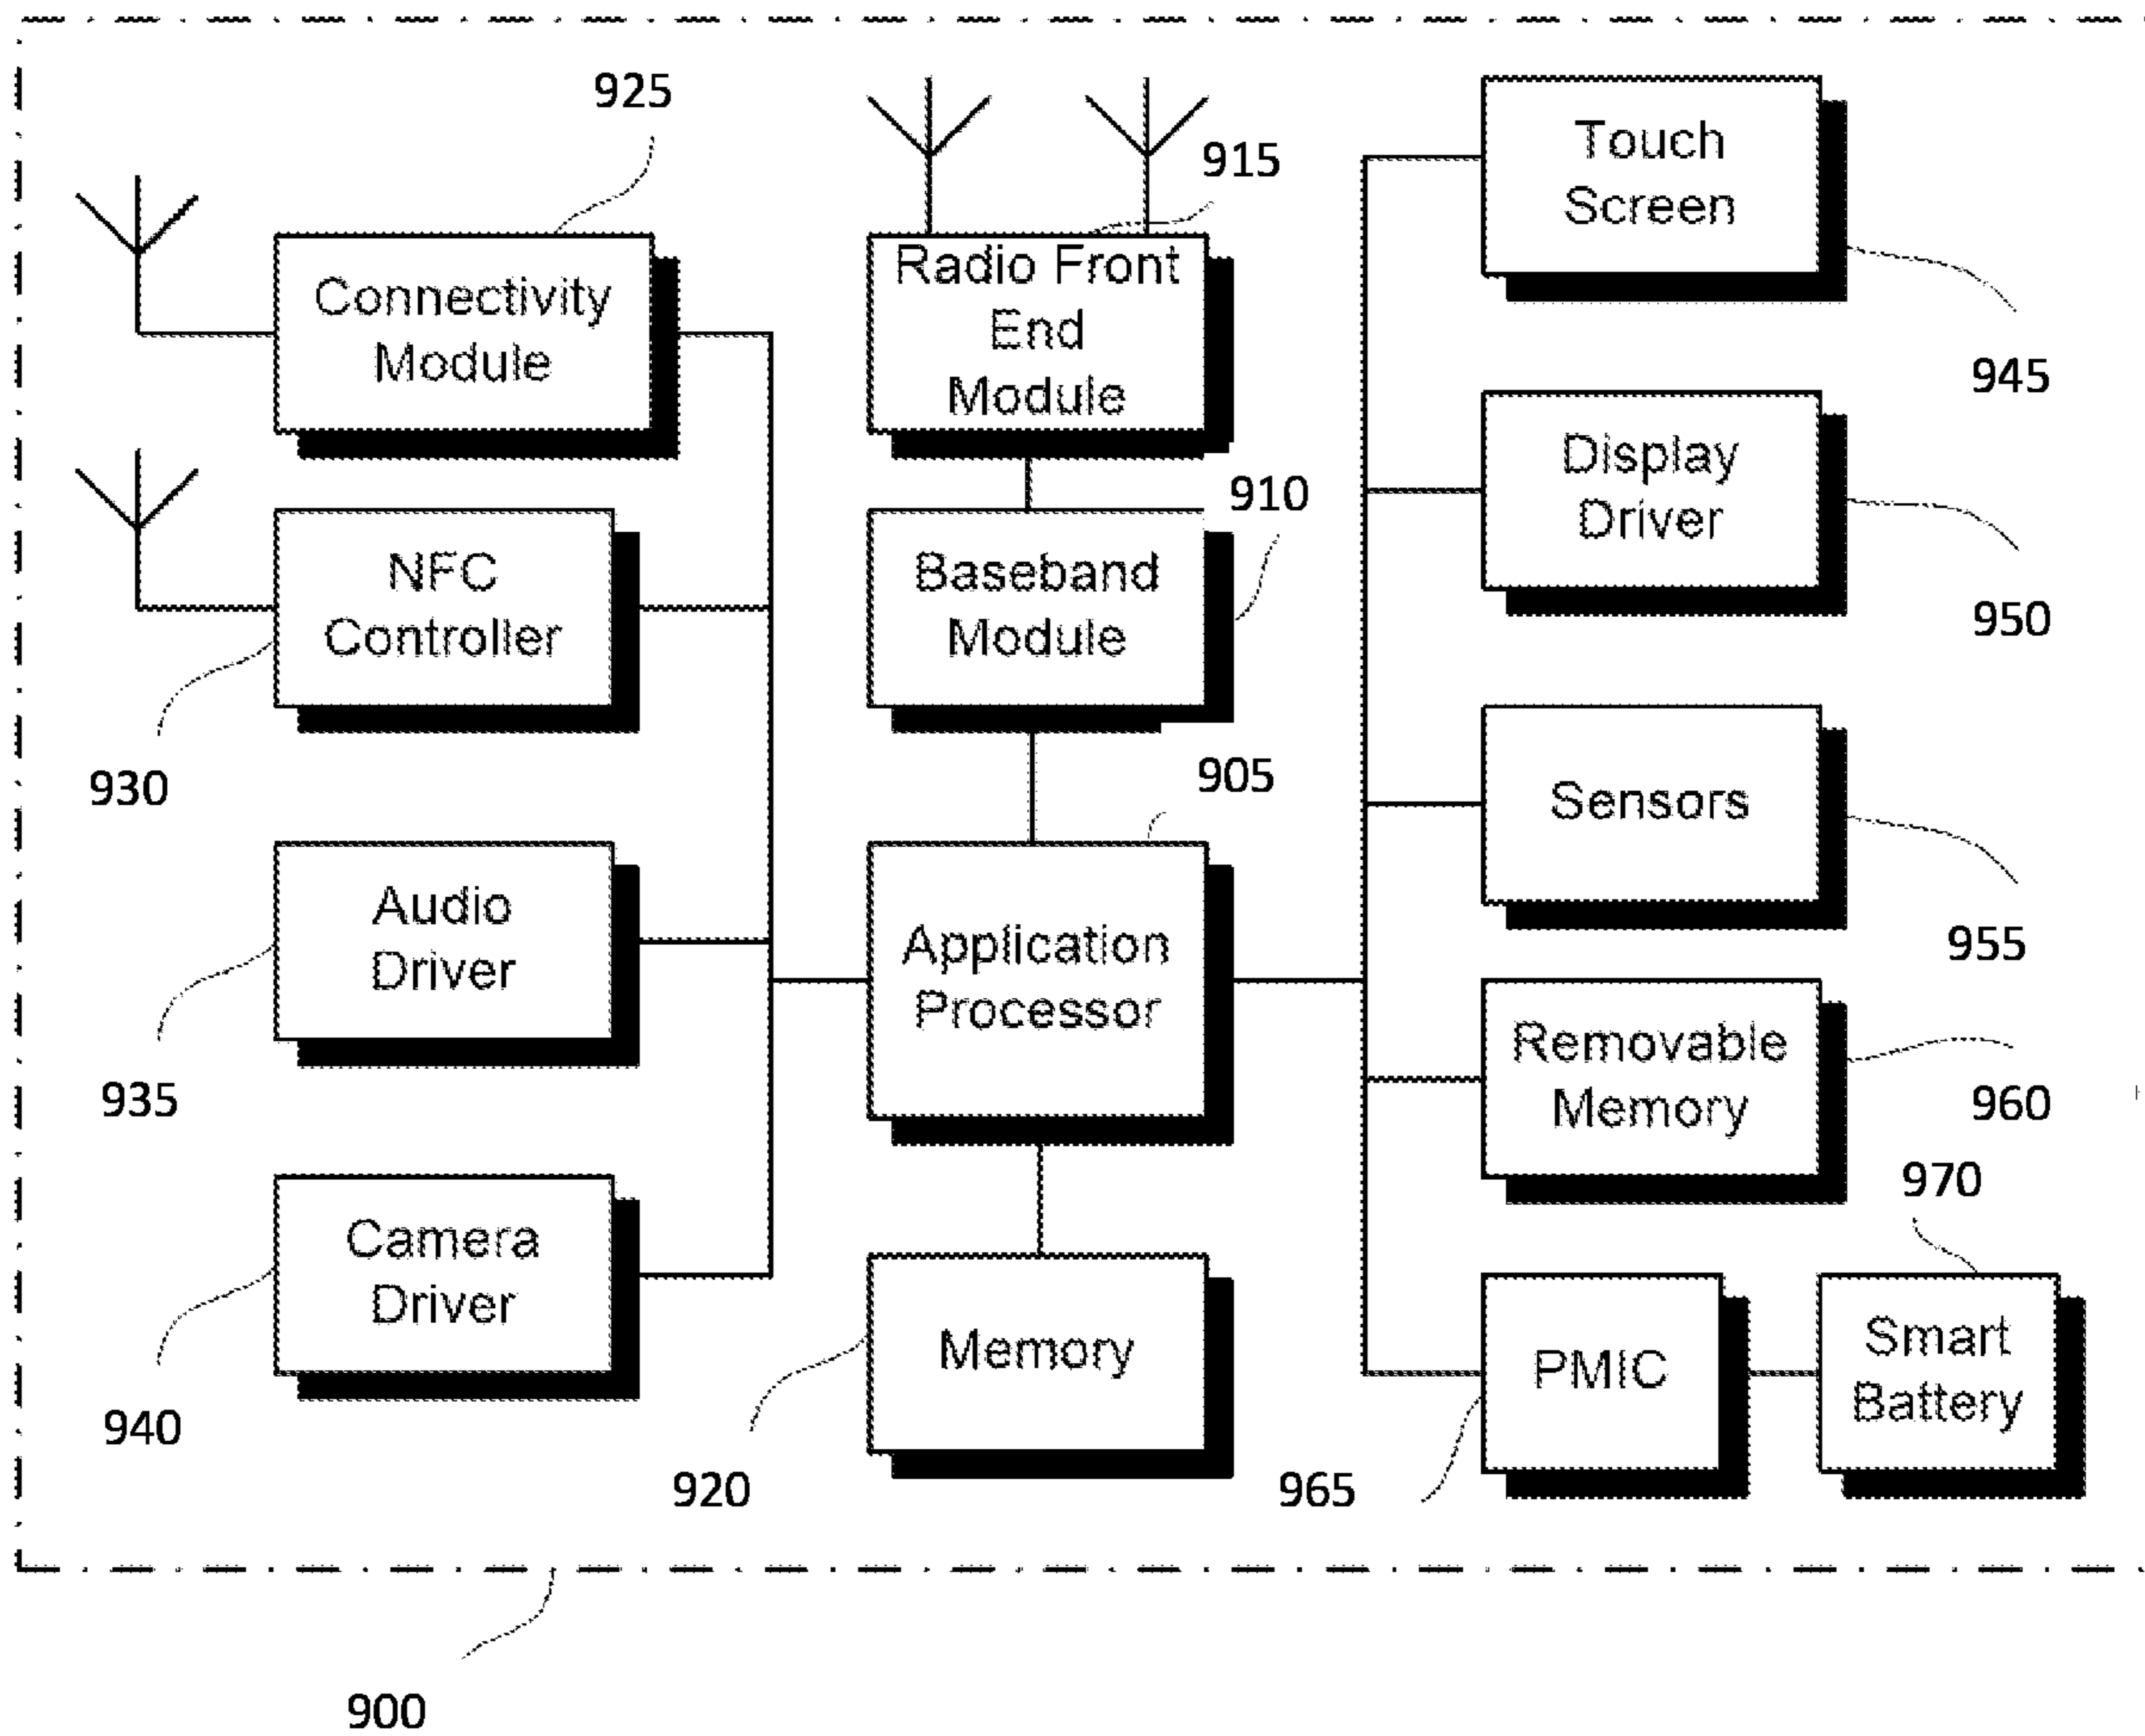 925
915
Touch
Screen
Connectivity
Module
Radio Front
End
Module
945
Display
Driver
910
NFC
Controller
Baseband
Module
950
930
905
Sensors
955
Audio
Driver
Application
Processor
Removable
Memory
935
960
970
Camera
Driver
Memory
PMIC
Smart
Battery
940
920
965
900